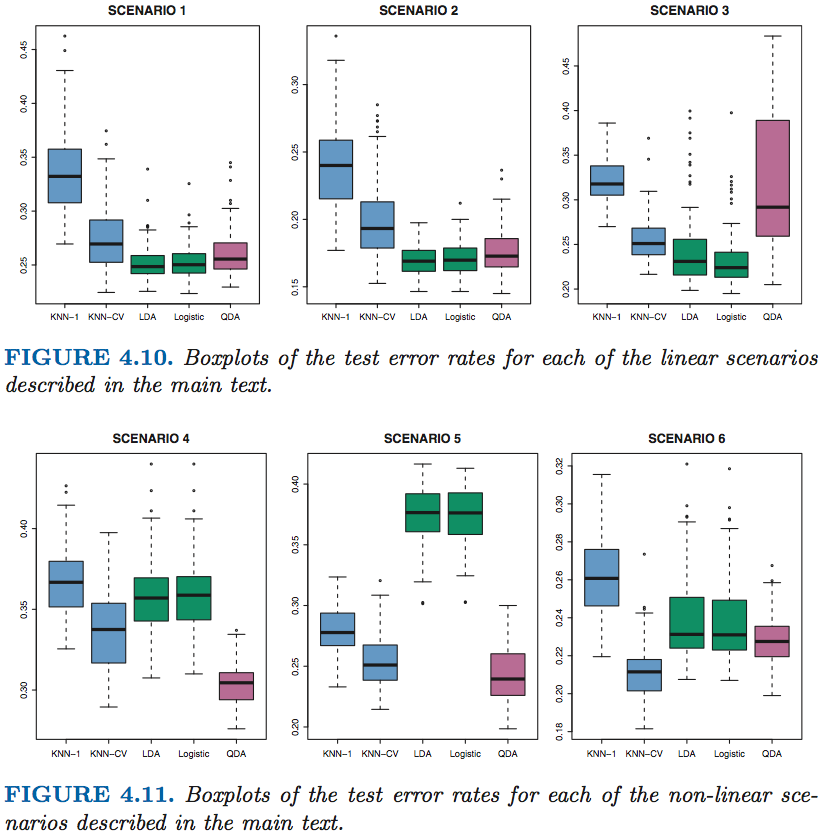 SCENARIO 1
SCENARIO 2
SCENARIO 3
0.45
0.40
0.35
0.30
0.25
KNN−1
KNN−CV
LDA
Logistic
QDA
0.30
0.25
0.20
0.15
KNN−1
KNN−CV
LDA
Logistic
QDA
0.45
0.40
0.35
0.30
0.25
0.20
KNN−1
KNN−CV
LDA
Logistic
QDA
FIGURE 4.10. Boxplots of the test error rates for each of the linear scenarios
described in the main text.
SCENARIO 4
SCENARIO 5
SCENARIO 6
0.40
0.35
0.30
KNN−1
KNN−CV
LDA
Logistic
QDA
0.40
0.35
0.30
0.25
0.20
KNN−1
KNN−CV
LDA
Logistic
QDA
0.32
0.30
0.28
0.26
0.24
0.22
0.20
0.18
KNN−1
KNN−CV
LDA
Logistic
QDA
FIGURE 4.11. Boxplots of the test error rates for each of the non-linear sce-
narios described in the main text.